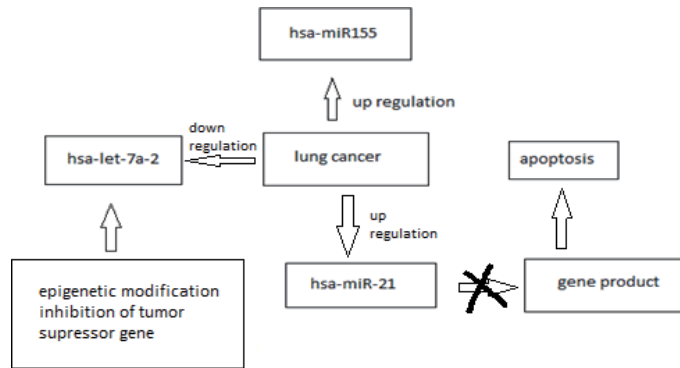 hsa-miR155
up regulation
down
regulation
hsa-let-7a-2
lung cancer
apoptosis
up
regulation
hsa-miR-21
gene product
epigenetic modification
inhibition of tumor
supressor gene